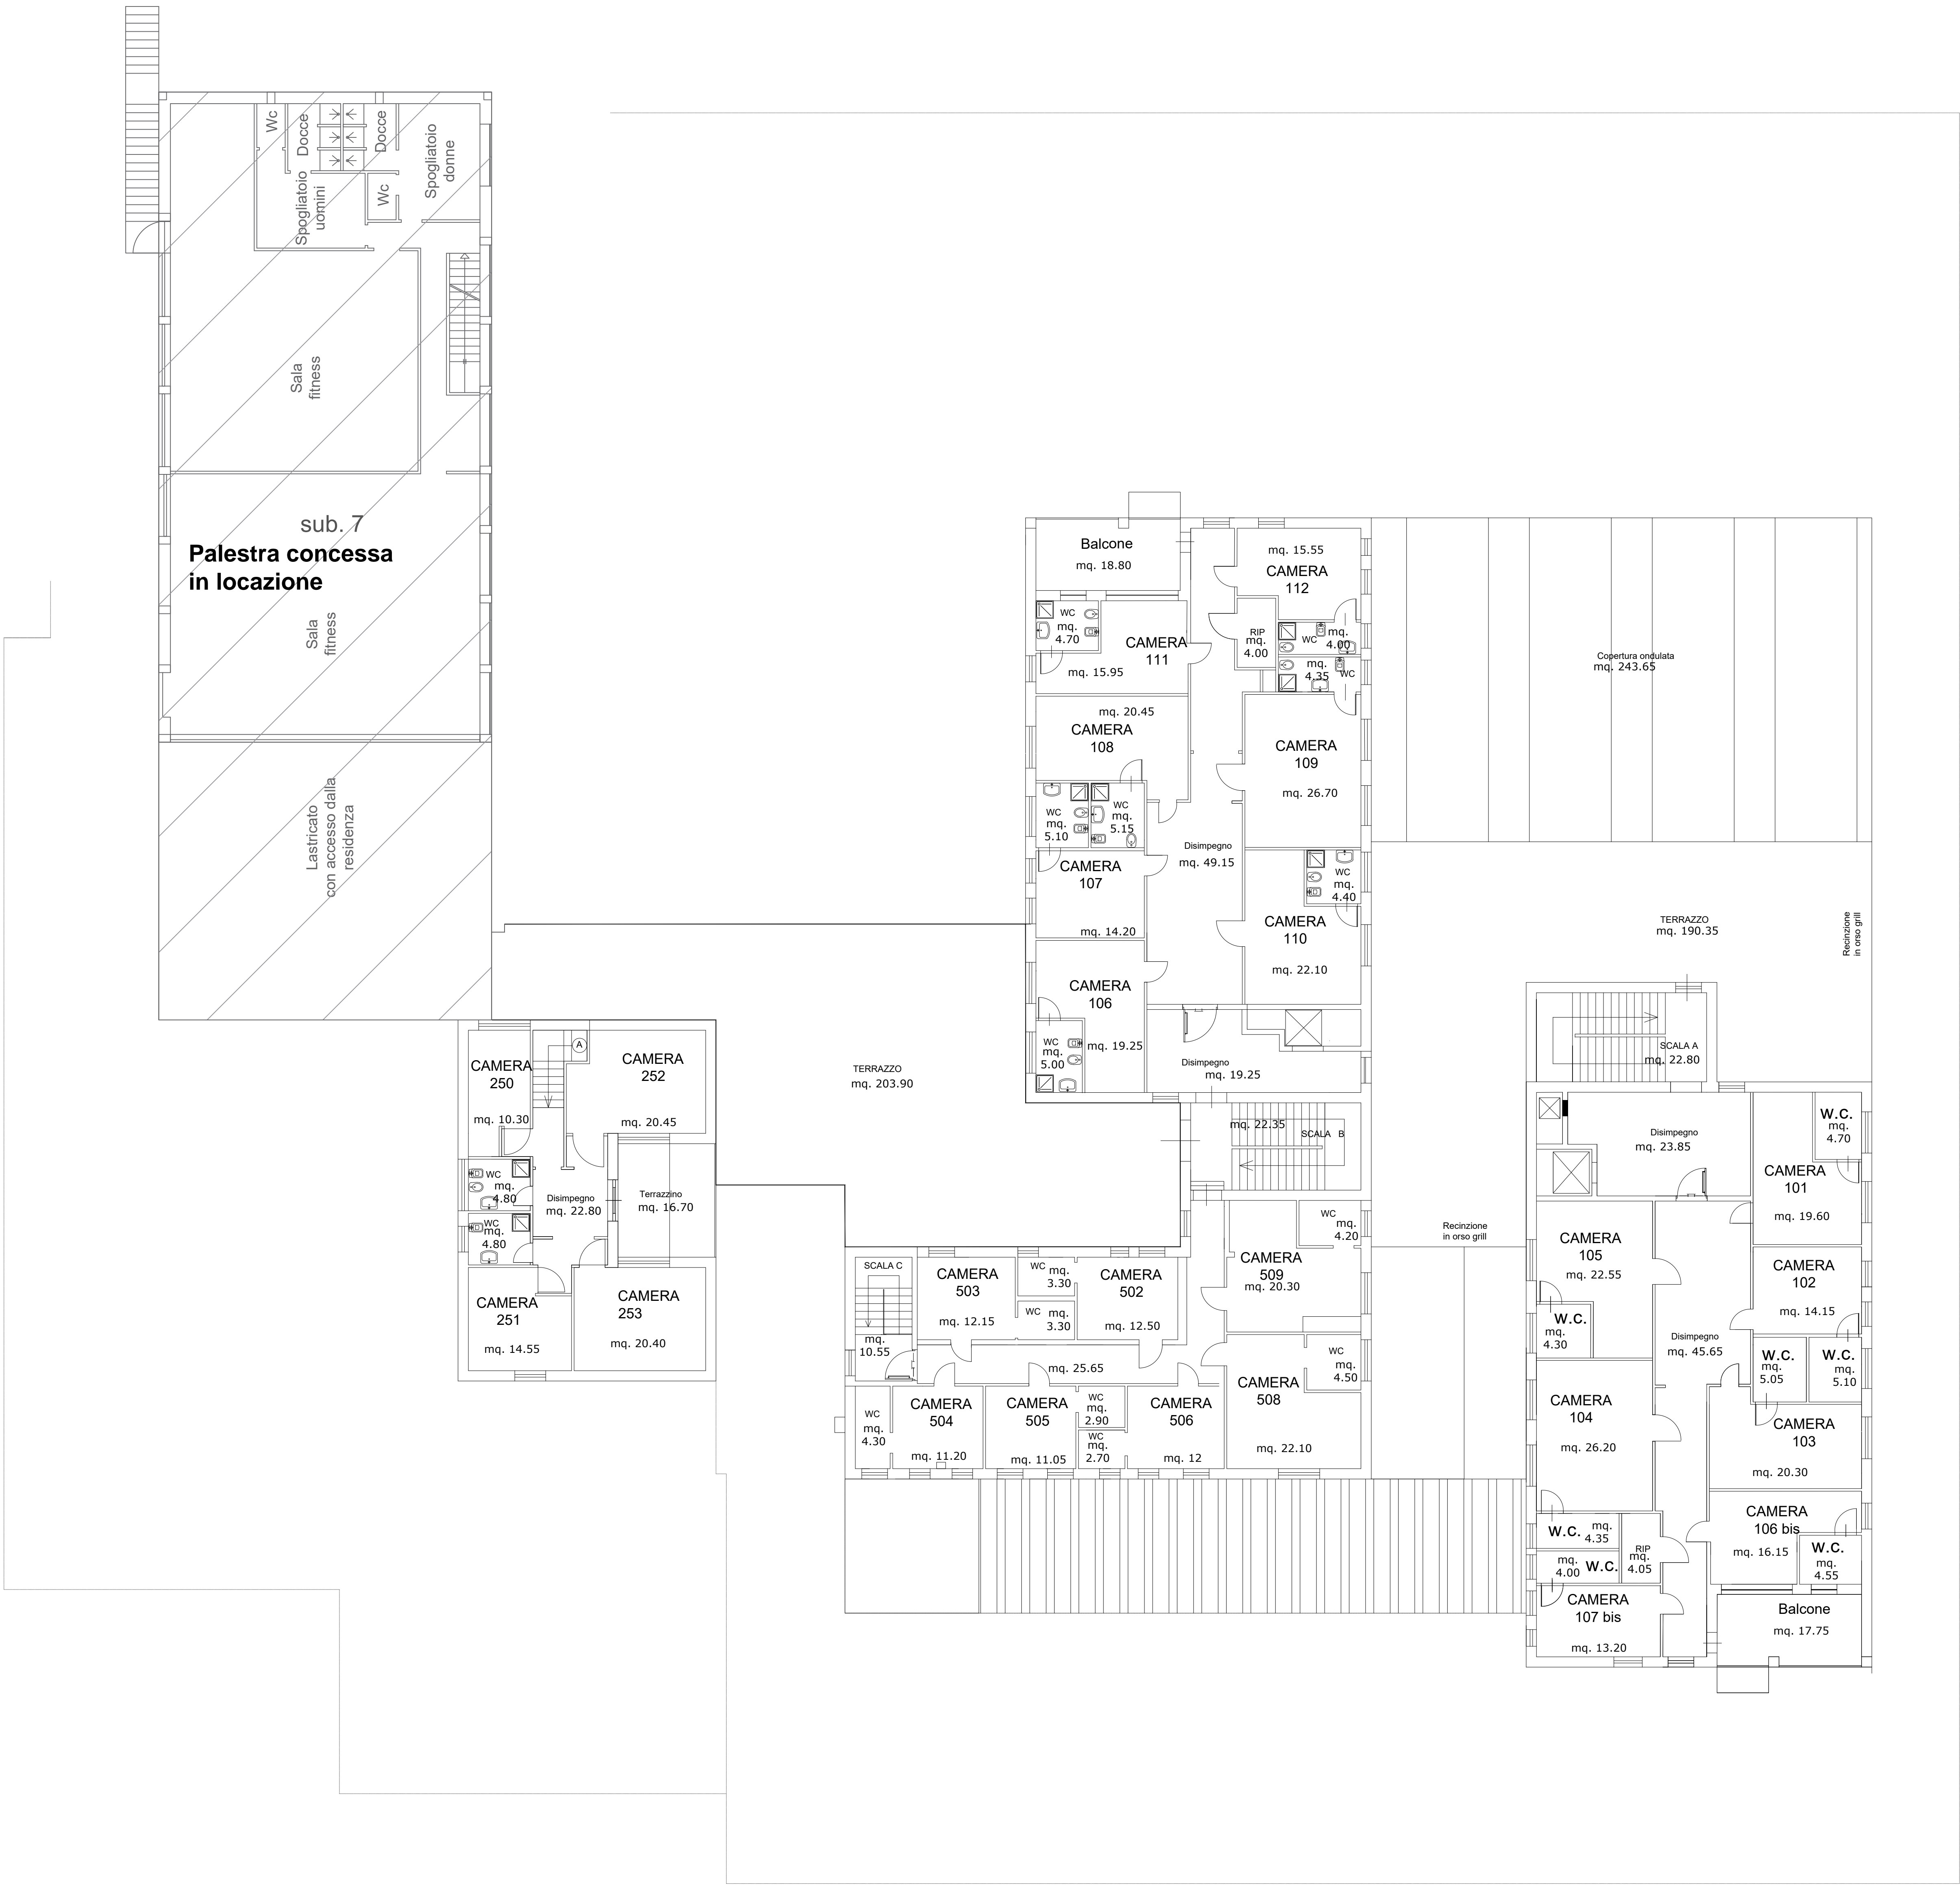 Wc
Docce
Docce
Spogliatoio
donne
Spogliatoio
uomini
Wc
Sala
fitness
sub. 7
Palestra concessa
in locazione
Sala
fitness
Lastricato
con accesso dalla
residenza
Balcone
mq. 18.80
mq. 15.55
CAMERA
112
WC
mq.
4.70
CAMERA
111
mq. 15.95
RIP
mq.
4.00
WC
mq.
4.00
mq.
4.35
WC
mq. 20.45
CAMERA
108
CAMERA
109
mq. 26.70
WC
mq.
5.10
WC
mq.
5.15
Disimpegno
mq. 49.15
CAMERA
107
mq. 14.20
WC
mq.
4.40
CAMERA
110
mq. 22.10
CAMERA
106
mq. 19.25
WC
mq.
5.00
Disimpegno
mq. 19.25
mq. 22.35
SCALA B
Copertura ondulata
mq. 243.65
TERRAZZO
mq. 190.35
Recinzione
in orso grill
SCALA A
mq. 22.80
TERRAZZO
mq. 203.90
CAMERA
250
mq. 10.30
A
CAMERA
252
mq. 20.45
WC
mq.
4.80
WC
mq.
4.80
Disimpegno
mq. 22.80
Terrazzino
mq. 16.70
CAMERA
251
mq. 14.55
CAMERA
253
mq. 20.40
SCALA C
mq.
10.55
CAMERA
503
mq. 12.15
WC
mq.
3.30
WC
mq.
3.30
CAMERA
502
mq. 12.50
WC
mq.
4.20
CAMERA
509
mq. 20.30
mq. 25.65
WC
mq.
4.30
CAMERA
504
mq. 11.20
CAMERA
505
mq. 11.05
WC
mq.
2.90
WC
mq.
2.70
CAMERA
506
mq. 12
WC
mq.
4.50
CAMERA
508
mq. 22.10
Recinzione
in orso grill
Disimpegno
mq. 23.85
W.C.
mq.
4.70
CAMERA
101
mq. 19.60
CAMERA
105
mq. 22.55
W.C.
mq.
4.30
CAMERA
102
mq. 14.15
Disimpegno
mq. 45.65
W.C.
mq.
5.05
W.C.
mq.
5.10
CAMERA
104
mq. 26.20
CAMERA
103
mq. 20.30
W.C.
mq.
4.35
mq.
4.00
W.C.
RIP
mq.
4.05
CAMERA
106 bis
mq. 16.15
W.C.
mq.
4.55
CAMERA
107 bis
mq. 13.20
Balcone
mq. 17.75